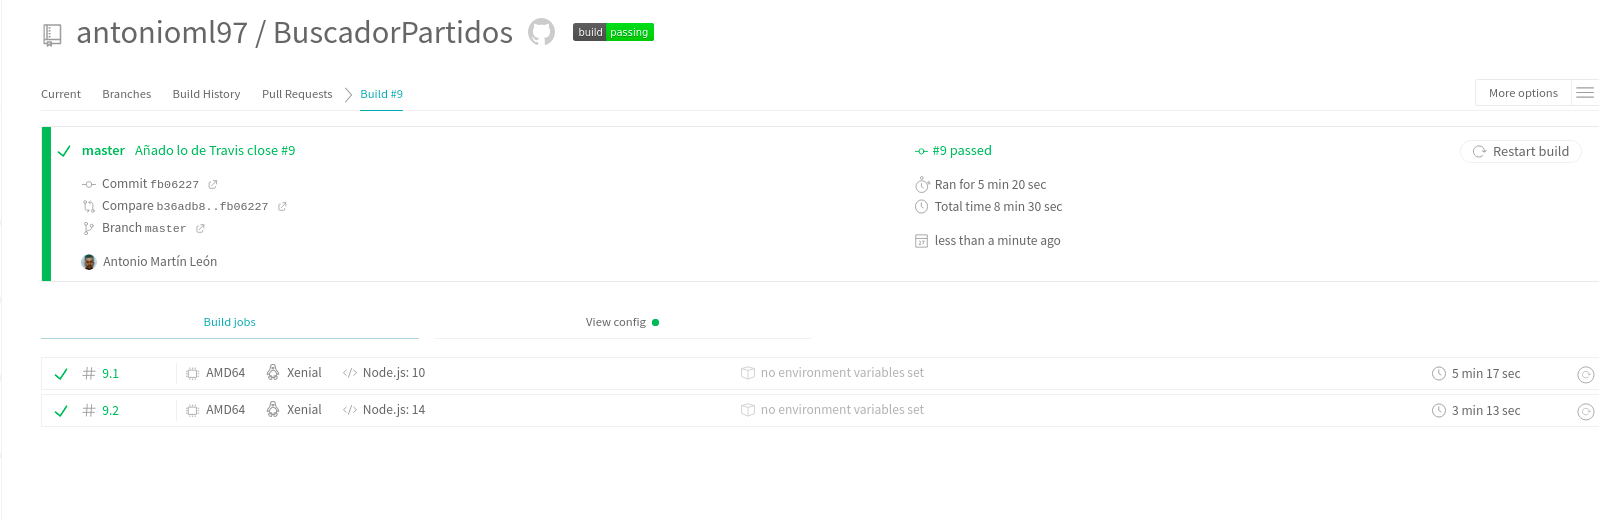 antonioml97 / BuscadorPartidos build passing
Current Branches Build History Pull Requests Build #9 More options
master Añado lo de Travis close #9 #9 passed Restart build
Commit fb06227 Ran for 5 min 20 sec
Compare b36adb8..fb06227 Total time 8 min 30 sec
Branch master
less than a minute ago
Antonio Martín León
Build jobs View config
# 9.1 AMD64 Xenial </> Node.js: 10 no environment variables set 5 min 17 sec
# 9.2 AMD64 Xenial </> Node.js: 14 no environment variables set 3 min 13 sec